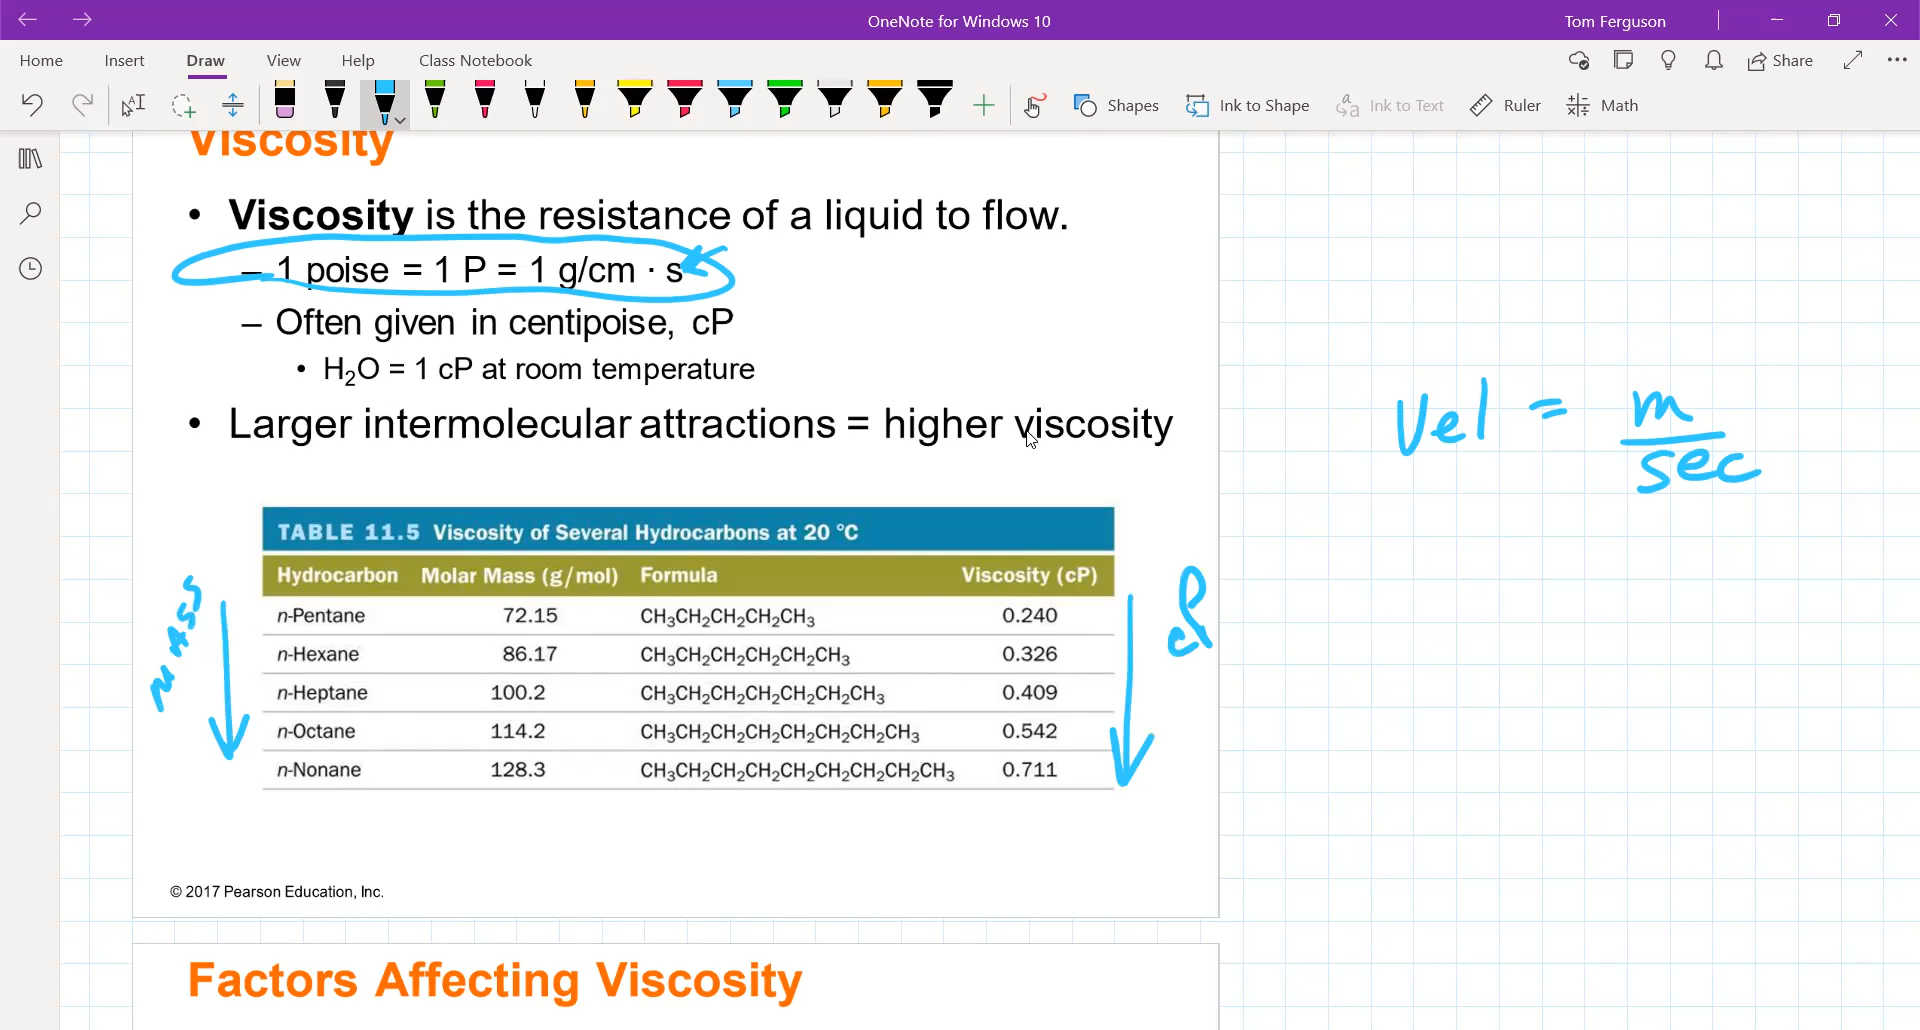 OneNote for Windows 10
Tom Ferguson
Home Insert Draw View Help Class Notebook
Share
Shapes Ink to Shape Ink to Text Ruler Math
Viscosity
• Viscosity is the resistance of a liquid to flow.
– 1 poise = 1 P = 1 g/cm · s
– Often given in centipoise, cP
• H₂O = 1 cP at room temperature
• Larger intermolecular attractions = higher viscosity
Vel = m
sec
TABLE 11.5 Viscosity of Several Hydrocarbons at 20 °C
Hydrocarbon Molar Mass (g/mol) Formula Viscosity (cP)
n-Pentane 72.15 CH₃CH₂CH₂CH₂CH₃ 0.240
n-Hexane 86.17 CH₃CH₂CH₂CH₂CH₂CH₃ 0.326
n-Heptane 100.2 CH₃CH₂CH₂CH₂CH₂CH₂CH₃ 0.409
n-Octane 114.2 CH₃CH₂CH₂CH₂CH₂CH₂CH₂CH₃ 0.542
n-Nonane 128.3 CH₃CH₂CH₂CH₂CH₂CH₂CH₂CH₂CH₃ 0.711
MASS
cP
© 2017 Pearson Education, Inc.
Factors Affecting Viscosity